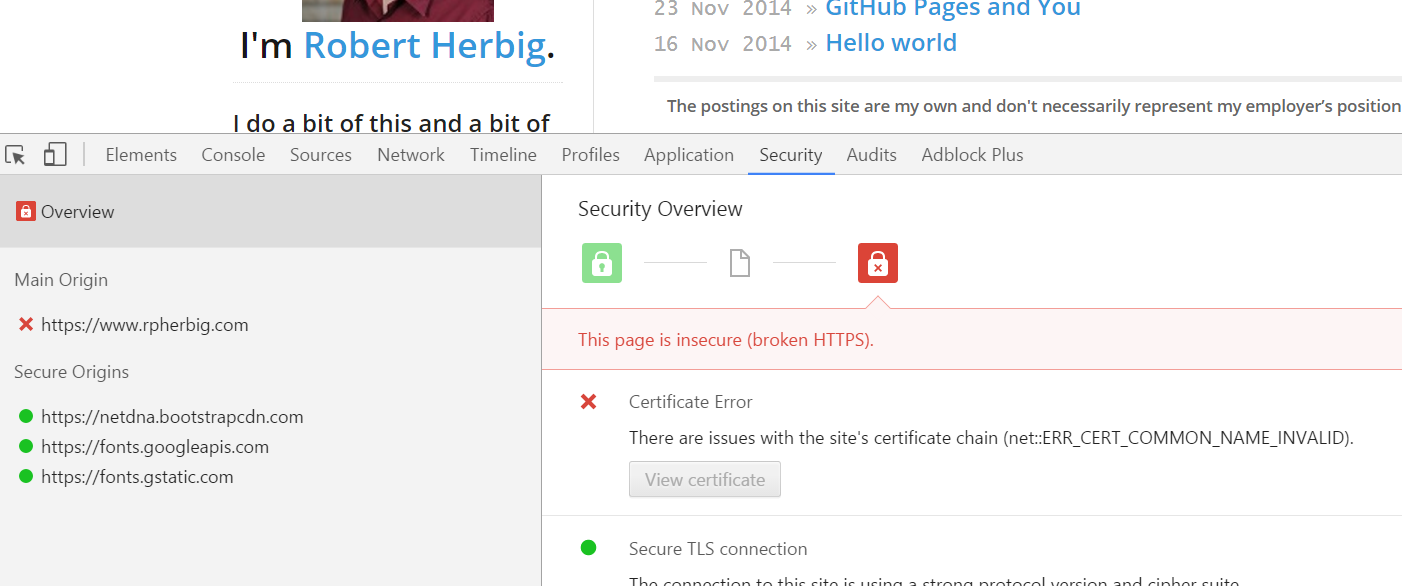 I'm Robert Herbig.
I do a bit of this and a bit of
23 Nov 2014 » GitHub Pages and You
16 Nov 2014 » Hello world
The postings on this site are my own and don't necessarily represent my employer’s position
Elements Console Sources Network Timeline Profiles Application Security Audits Adblock Plus
Overview
Main Origin
https://www.rpherbig.com
Secure Origins
https://netdna.bootstrapcdn.com
https://fonts.googleapis.com
https://fonts.gstatic.com
Security Overview
This page is insecure (broken HTTPS).
Certificate Error
There are issues with the site's certificate chain (net::ERR_CERT_COMMON_NAME_INVALID).
View certificate
Secure TLS connection
The connection to this site is using a strong protocol version and cipher suite.